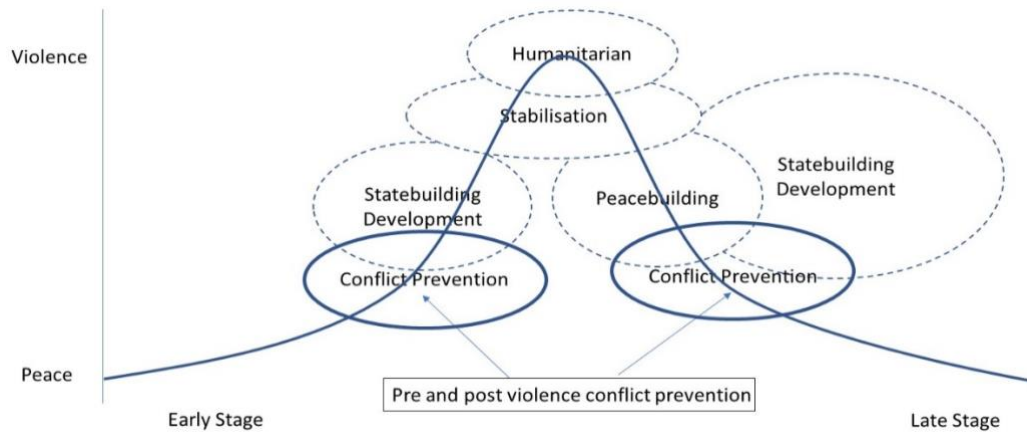 Violence
Humanitarian
Stabilisation
Statebuilding
Development
Statebuilding
Development
Peacebuilding
Conflict Prevention
Conflict Prevention
Peace
Pre and post violence conflict prevention
Early Stage
Late Stage